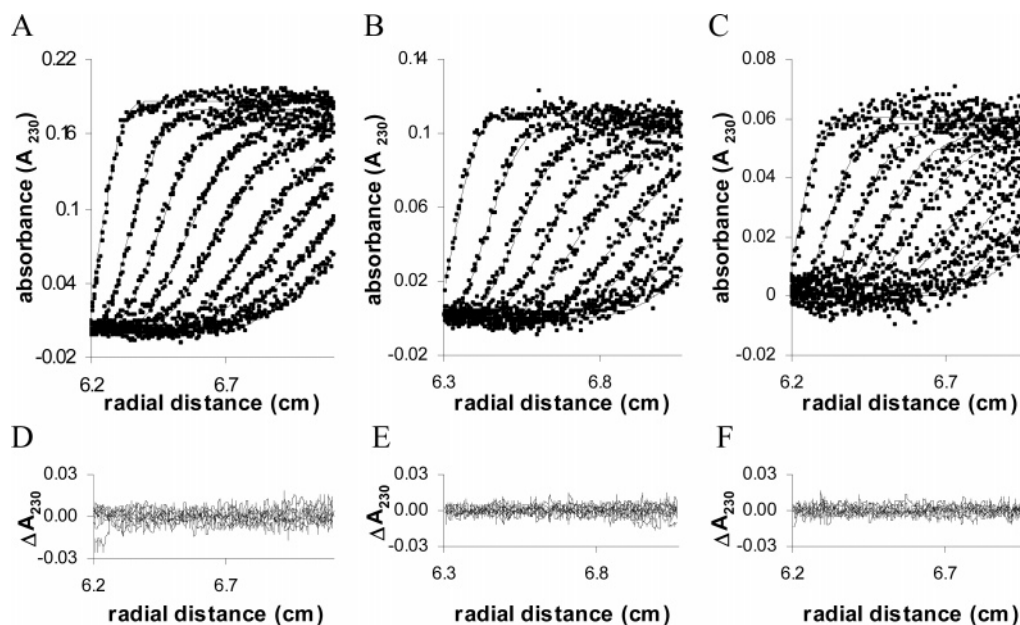 A
B
C
absorbance (A 230)
0.22
0.16
0.1
0.04
-0.02
6.2
6.7
radial distance (cm)
absorbance (A 230)
0.14
0.1
0.06
0.02
-0.02
6.3
6.8
radial distance (cm)
absorbance (A 230)
0.08
0.06
0.04
0.02
0
-0.02
6.2
6.7
radial distance (cm)
D
E
F
ΔA230
0.03
0.00
-0.03
6.2
6.7
radial distance (cm)
ΔA230
0.03
0.00
-0.03
6.3
6.8
radial distance (cm)
ΔA230
0.03
0.00
-0.03
6.2
6.7
radial distance (cm)